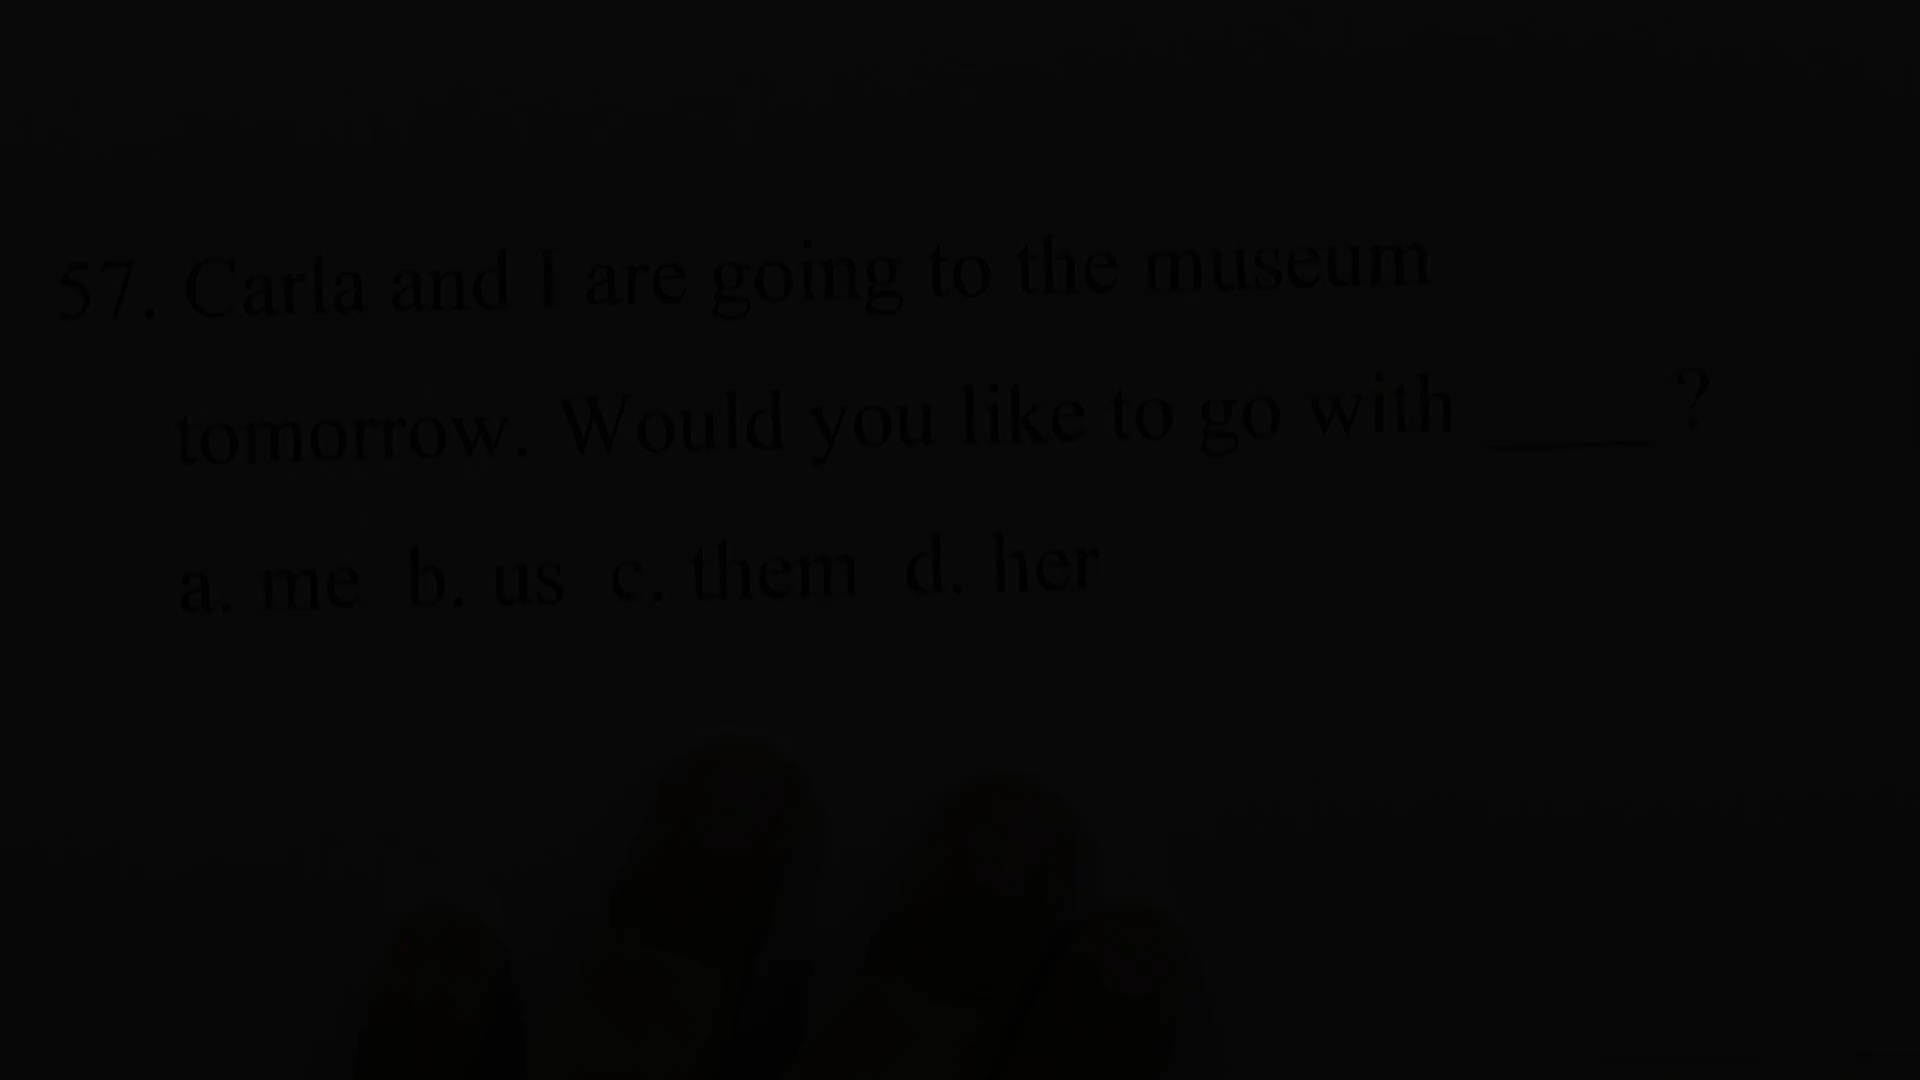 57. Carla and I are going to the museum
tomorrow. Would you like to go with ____ ?
a. me b. us c. them d. her